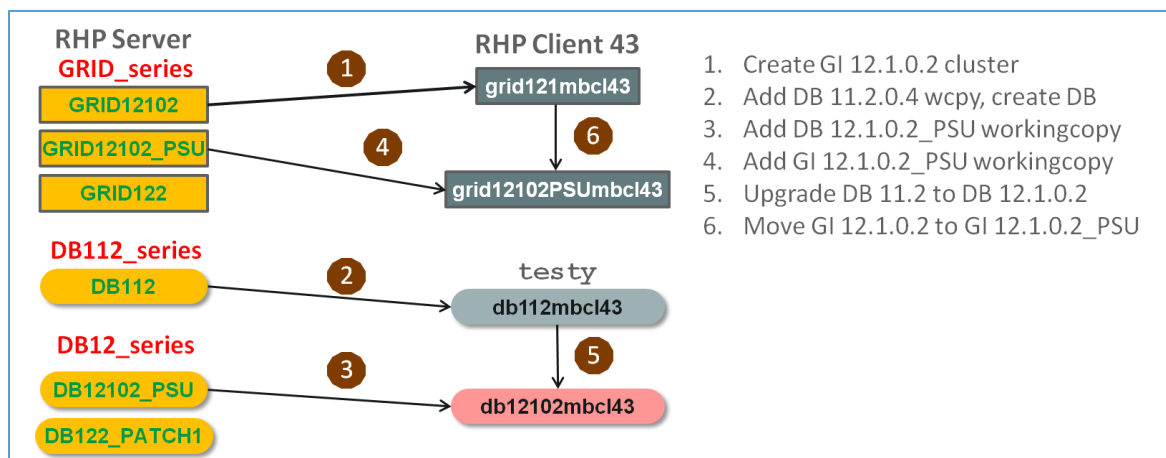 RHP Server
GRID_series
GRID12102
GRID12102_PSU
GRID122
DB112_series
DB112
DB12_series
DB12102_PSU
DB122_PATCH1
1
4
2
3
RHP Client 43
grid121mbcl43
6
grid12102PSUmbcl43
testy
db112mbcl43
5
db12102mbcl43
1. Create GI 12.1.0.2 cluster
2. Add DB 11.2.0.4 wcpy, create DB
3. Add DB 12.1.0.2_PSU workingcopy
4. Add GI 12.1.0.2_PSU workingcopy
5. Upgrade DB 11.2 to DB 12.1.0.2
6. Move GI 12.1.0.2 to GI 12.1.0.2_PSU